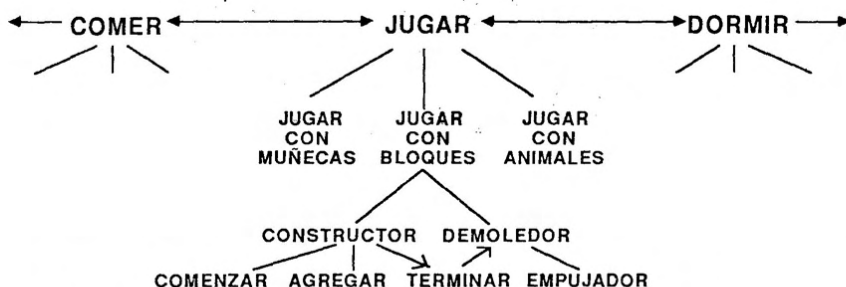 COMER JUGAR DORMIR
JUGAR JUGAR JUGAR
CON CON CON
MUÑECAS BLOQUES ANIMALES
CONSTRUCTOR DEMOLEDOR
COMENZAR AGREGAR TERMINAR EMPUJADOR